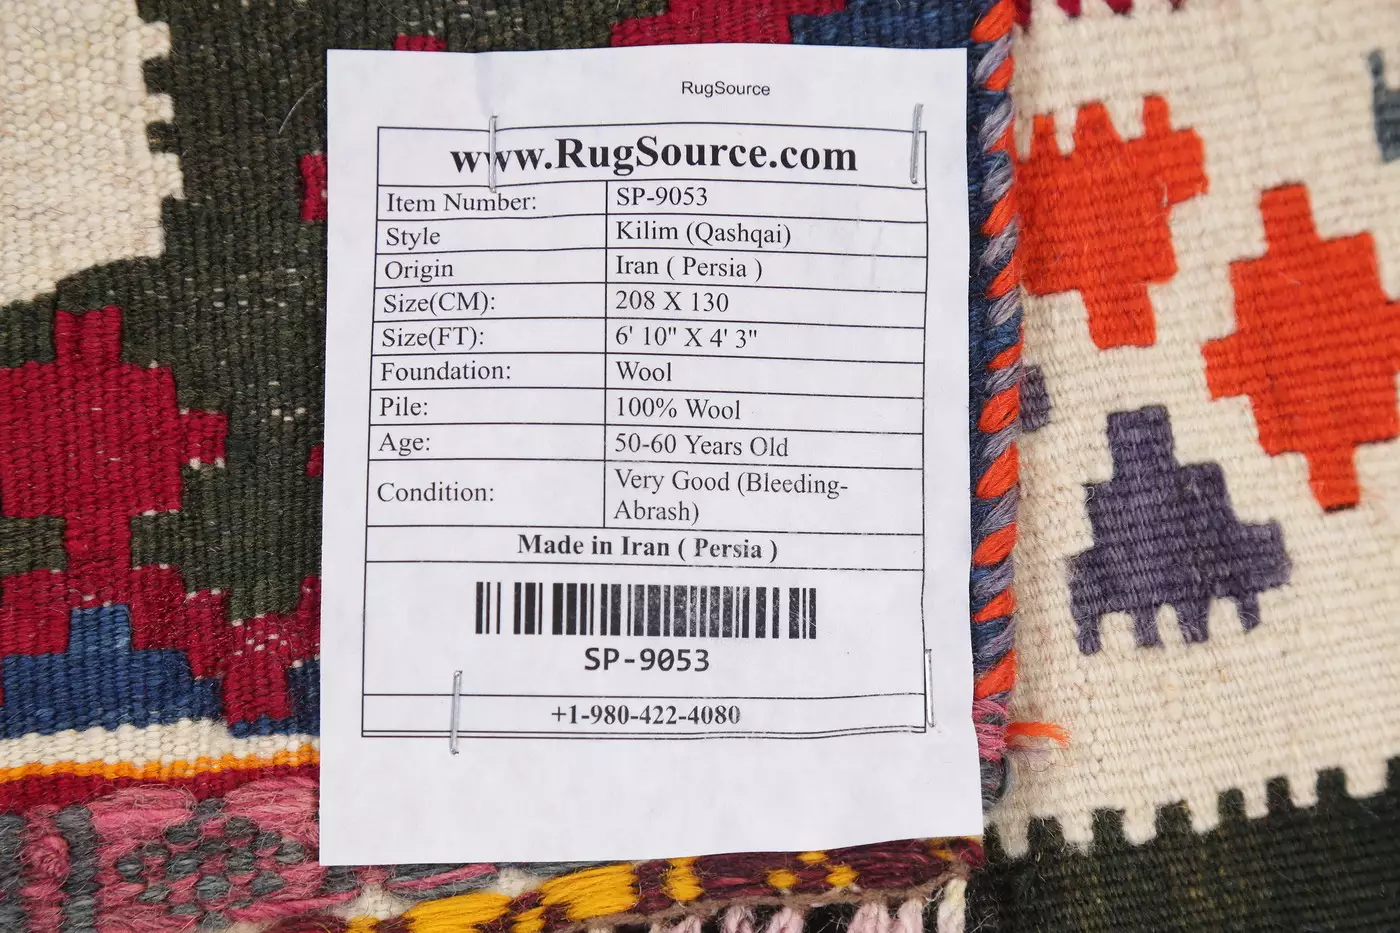 RugSource
www.RugSource.com
Item Number: SP-9053
Style Kilim (Qashqai)
Origin Iran ( Persia )
Size(CM): 208 X 130
Size(FT): 6' 10" X 4' 3"
Foundation: Wool
Pile: 100% Wool
Age: 50-60 Years Old
Condition: Very Good (Bleeding-
Abrash)
Made in Iran ( Persia )
SP-9053
+1-980-422-4080